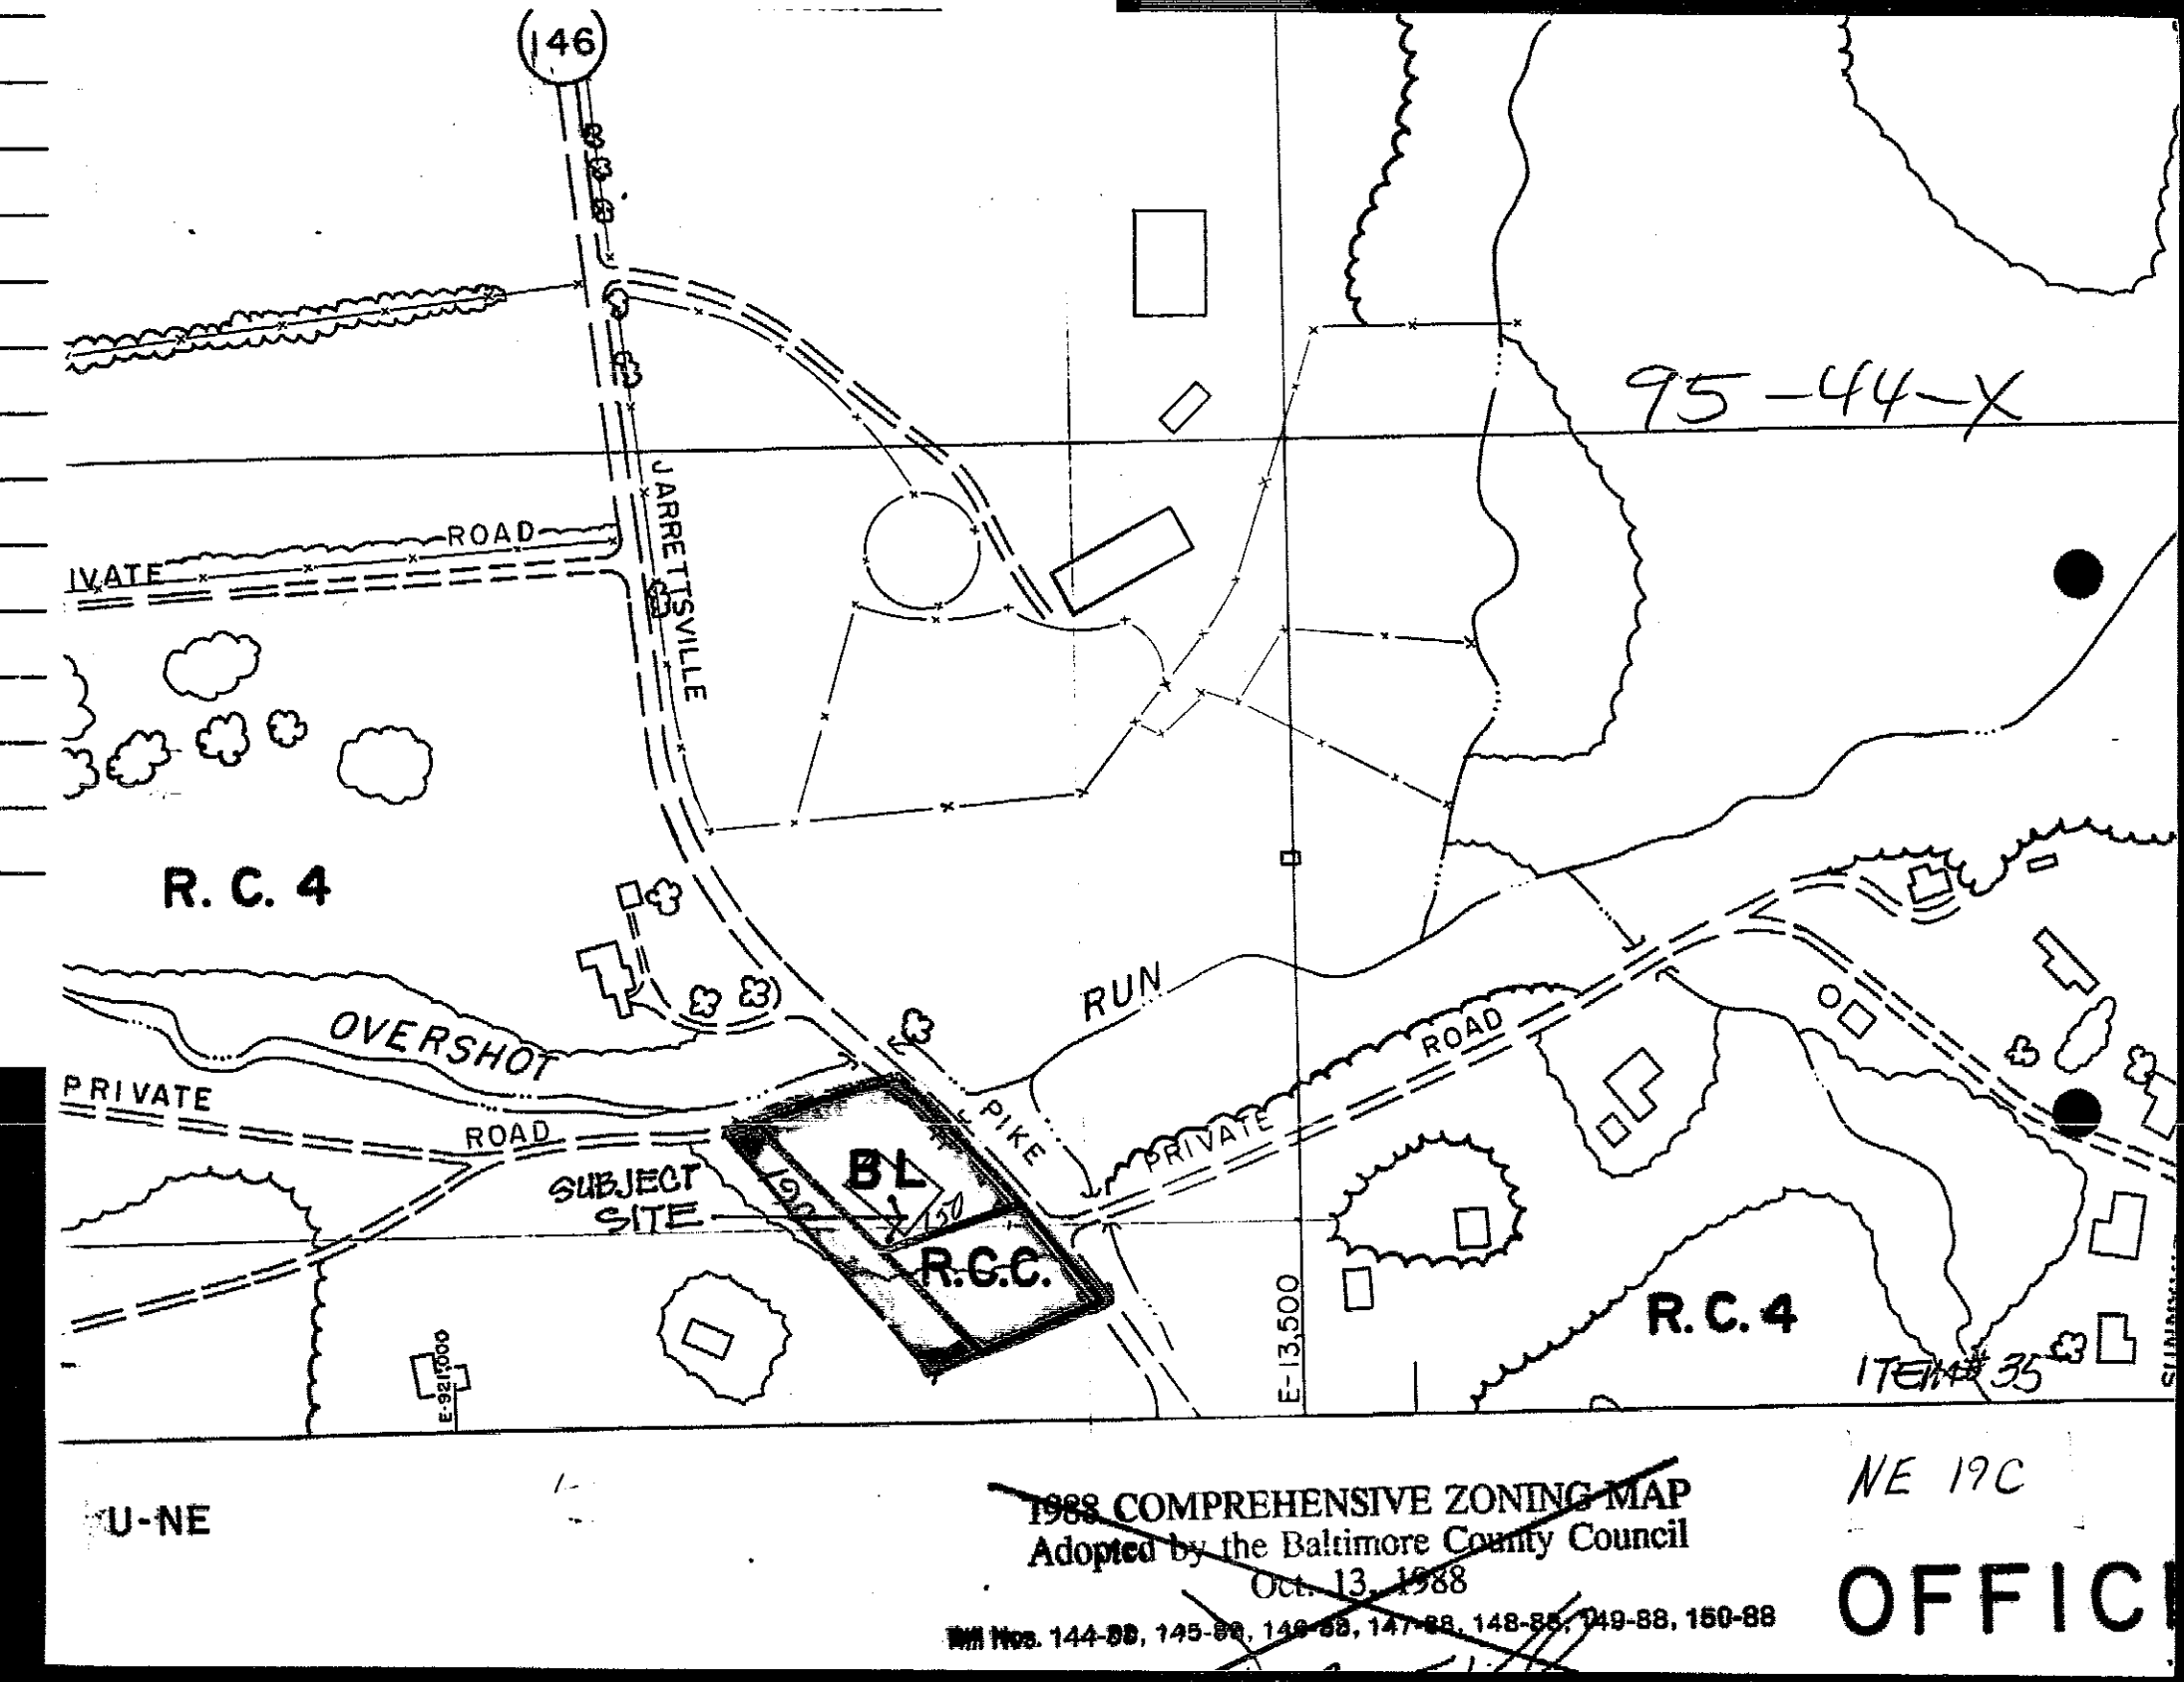 146
95-44-X
JARRETTSVILLE
ROAD
IVATE
R. C. 4
RUN
OVERSHOT
ROAD
PRIVATE
PIKE
PRIVATE
ROAD
SUBJECT
SITE
BL
190
150
R.C.C.
E-13,500
R.C.4
E-921,000
ITEM# 35
NE 19C
U-NE
1988 COMPREHENSIVE ZONING MAP
Adopted by the Baltimore County Council
Oct. 13, 1988
Bill Nos. 144-88, 145-88, 146-88, 147-88, 148-88, 149-88, 150-88
OFFICI